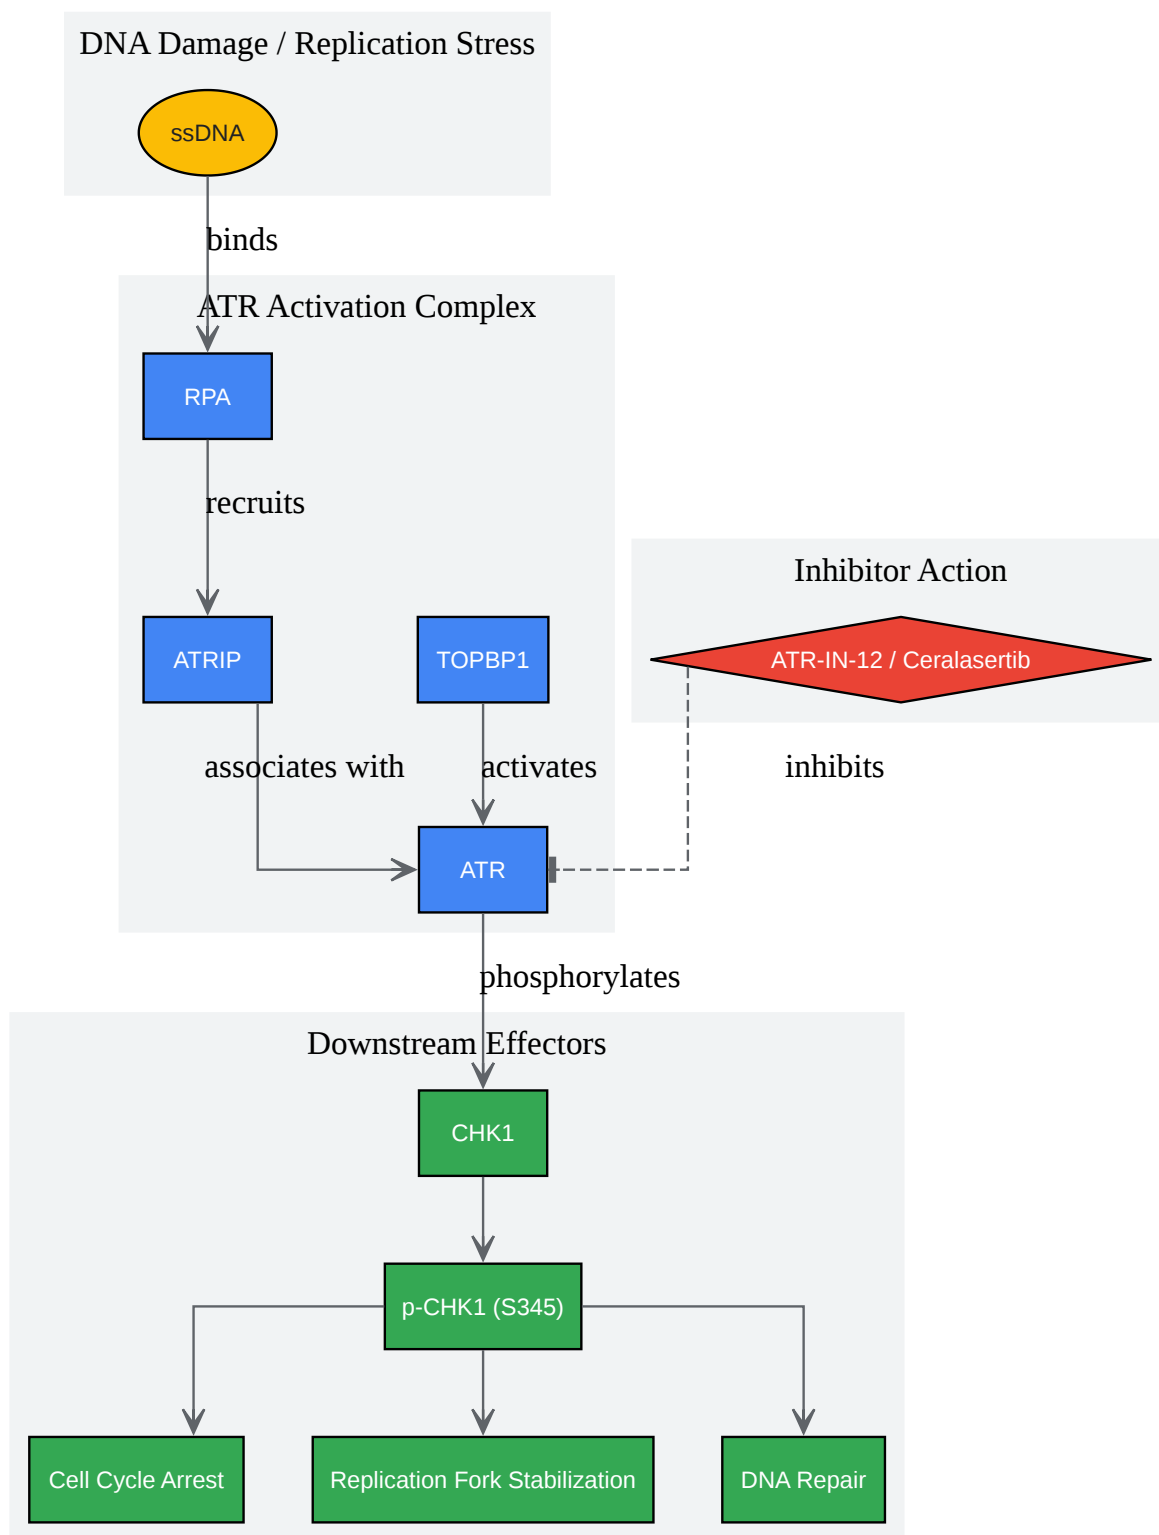 DNA Damage / Replication Stress
ssDNA
binds
ATR Activation Complex
RPA
recruits
Inhibitor Action
ATRIP
TOPBP1
ATR-IN-12 / Ceralasertib
associates with
activates
inhibits
ATR
phosphorylates
Downstream Effectors
CHK1
p-CHK1 (S345)
Cell Cycle Arrest
Replication Fork Stabilization
DNA Repair